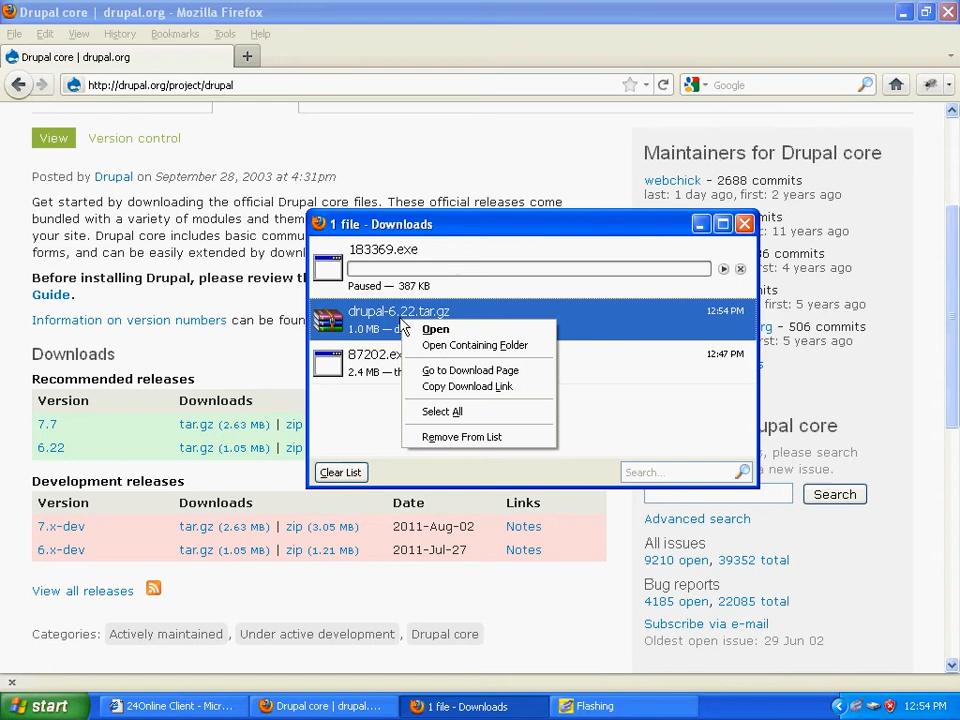 Drupal core | drupal.org - Mozilla Firefox
File Edit View History Bookmarks Tools Help
Drupal core | drupal.org
http://drupal.org/project/drupal
Google
View Version control
Posted by Drupal on September 28, 2003 at 4:31pm
Get started by downloading the official Drupal core files. These official releases come
bundled with a variety of modules and them
your site. Drupal core includes basic commu
forms, and can be easily extended by downl
Before installing Drupal, please review th
Guide.
Information on version numbers can be foun
Downloads
Recommended releases
Version Downloads
7.7 tar.gz (2.63 MB) | zip
6.22 tar.gz (1.05 MB) | zip
Development releases
Version Downloads Date Links
7.x-dev tar.gz (2.63 MB) | zip (3.05 MB) 2011-Aug-02 Notes
6.x-dev tar.gz (1.05 MB) | zip (1.21 MB) 2011-Jul-27 Notes
View all releases
Categories: Actively maintained , Under active development , Drupal core
Maintainers for Drupal core
webchick - 2688 commits
last: 1 day ago, first: 2 years ago
mmits
first: 11 years ago
6 commits
first: 2 years ago
rg - 506 commits
first: 3 years ago
upal core
, please search
a new issue.
Search
Advanced search
All issues
9210 open, 39352 total
Bug reports
4185 open, 22085 total
Subscribe via e-mail
Oldest open issue: 29 Jun 02
1 file - Downloads
183369.exe
Paused — 387 KB
drupal-6.22.tar.gz 12:54 PM
1.0 MB — d
87202.ex 12:47 PM
2.4 MB — th
Open
Open Containing Folder
Go to Download Page
Copy Download Link
Select All
Remove From List
Clear List
Search...
start
24Online Client - Micr...
Drupal core | drupal....
1 file - Downloads
Flashing
12:54 PM